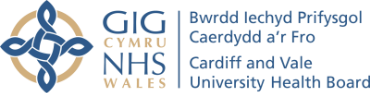 GIG
CYMRU
NHS
WALES
Bwrdd Iechyd Prifysgol
Caerdydd a'r Fro
Cardiff and Vale
University Health Board